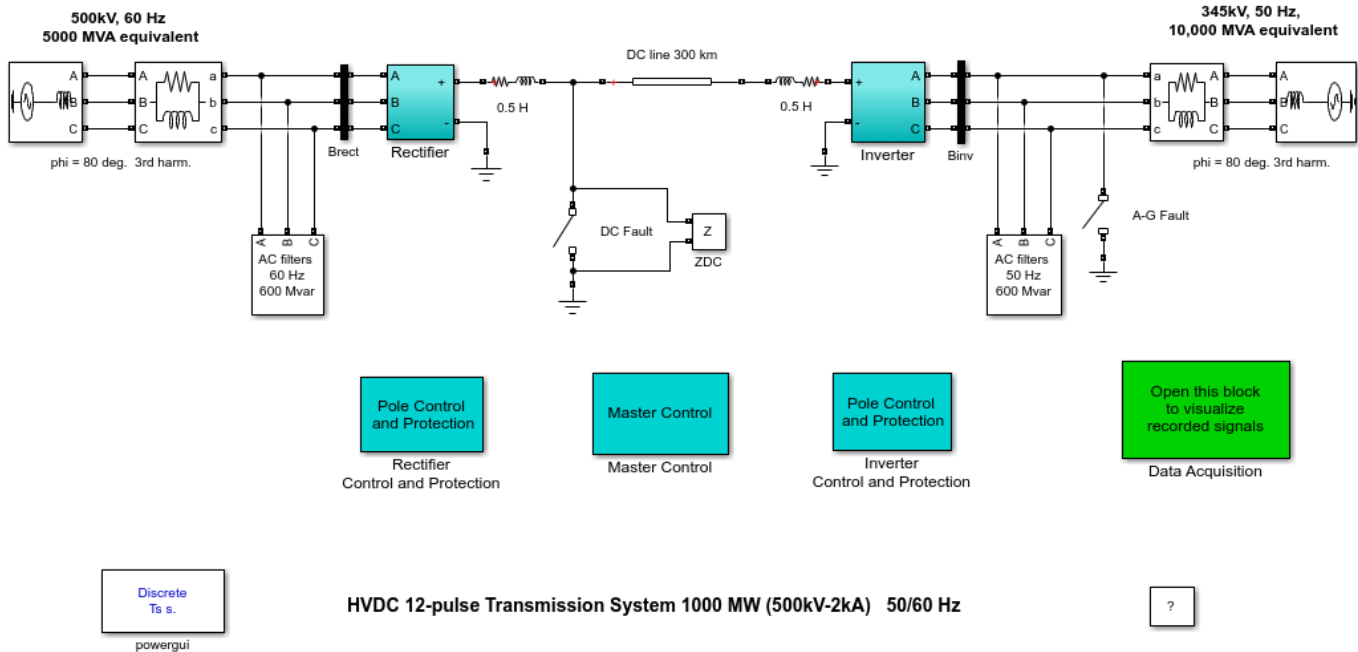 500kV, 60 Hz
5000 MVA equivalent
345kV, 50 Hz,
10,000 MVA equivalent
A
B
C
A
B
C
a
b
c
phi = 80 deg. 3rd harm.
Brect
A
B
C
+
-
Rectifier
0.5 H
DC line 300 km
0.5 H
+
-
A
B
C
Inverter
Binv
a
b
c
A
B
C
A
B
C
phi = 80 deg. 3rd harm.
A
B
C
AC filters
60 Hz
600 Mvar
DC Fault
Z
ZDC
A
B
C
AC filters
50 Hz
600 Mvar
A-G Fault
Pole Control
and Protection
Rectifier
Control and Protection
Master Control
Master Control
Pole Control
and Protection
Inverter
Control and Protection
Open this block
to visualize
recorded signals
Data Acquisition
Discrete
Ts s.
powergui
HVDC 12-pulse Transmission System 1000 MW (500kV-2kA) 50/60 Hz
?